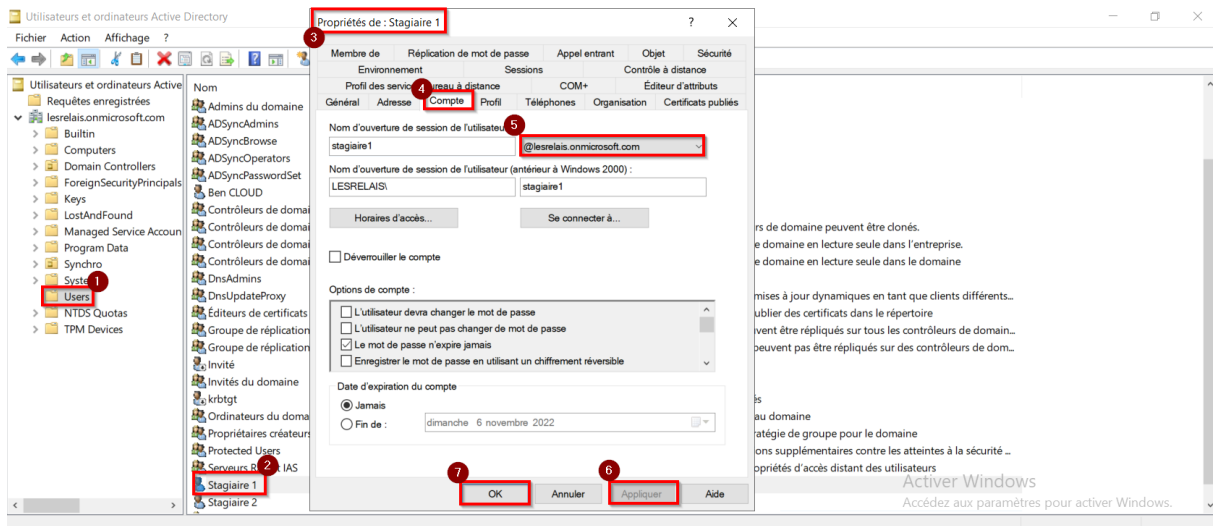 Utilisateurs et ordinateurs Active Directory
Fichier Action Affichage ?
Utilisateurs et ordinateurs Active
Requêtes enregistrées
lesrelais.onmicrosoft.com
Builtin
Computers
Domain Controllers
ForeignSecurityPrincipals
Keys
LostAndFound
Managed Service Accoun
Program Data
Synchro
Syste
1
Users
NTDS Quotas
TPM Devices
Nom
Admins du domaine
ADSyncAdmins
ADSyncBrowse
ADSyncOperators
ADSyncPasswordSet
Ben CLOUD
Contrôleurs de domai
Contrôleurs de domai
Contrôleurs de domai
Contrôleurs de domai
DnsAdmins
DnsUpdateProxy
Éditeurs de certificats
Groupe de réplication
Groupe de réplication
Invité
Invités du domaine
krbtgt
Ordinateurs du doma
Propriétaires créateurs
Protected Users
Serveurs R t IAS
2
Stagiaire 1
Stagiaire 2
Propriétés de : Stagiaire 1 ? ×
3
Membre de Réplication de mot de passe Appel entrant Objet Sécurité
Environnement Sessions Contrôle à distance
Profil des servic bureau à distance COM+ Éditeur d'attributs
4
Général Adresse Compte Profil Téléphones Organisation Certificats publiés
Nom d'ouverture de session de l'utilisateu
5
stagiaire1 @lesrelais.onmicrosoft.com
Nom d'ouverture de session de l'utilisateur (antérieur à Windows 2000) :
LESRELAIS\ stagiaire1
Horaires d'accès... Se connecter à...
Déverrouiller le compte
Options de compte :
L'utilisateur devra changer le mot de passe
L'utilisateur ne peut pas changer de mot de passe
Le mot de passe n'expire jamais
Enregistrer le mot de passe en utilisant un chiffrement réversible
Date d'expiration du compte
Jamais
Fin de : dimanche 6 novembre 2022
7 6
OK Annuler Appliquer Aide
rs de domaine peuvent être clonés.
e domaine en lecture seule dans l'entreprise.
e domaine en lecture seule dans le domaine
mises à jour dynamiques en tant que clients différents...
ublier des certificats dans le répertoire
vent être répliqués sur tous les contrôleurs de domain...
peuvent pas être répliqués sur des contrôleurs de dom...
és
au domaine
ratégie de groupe pour le domaine
ons supplémentaires contre les atteintes à la sécurité ...
opriétés d'accès distant des utilisateurs
Activer Windows
Accédez aux paramètres pour activer Windows.